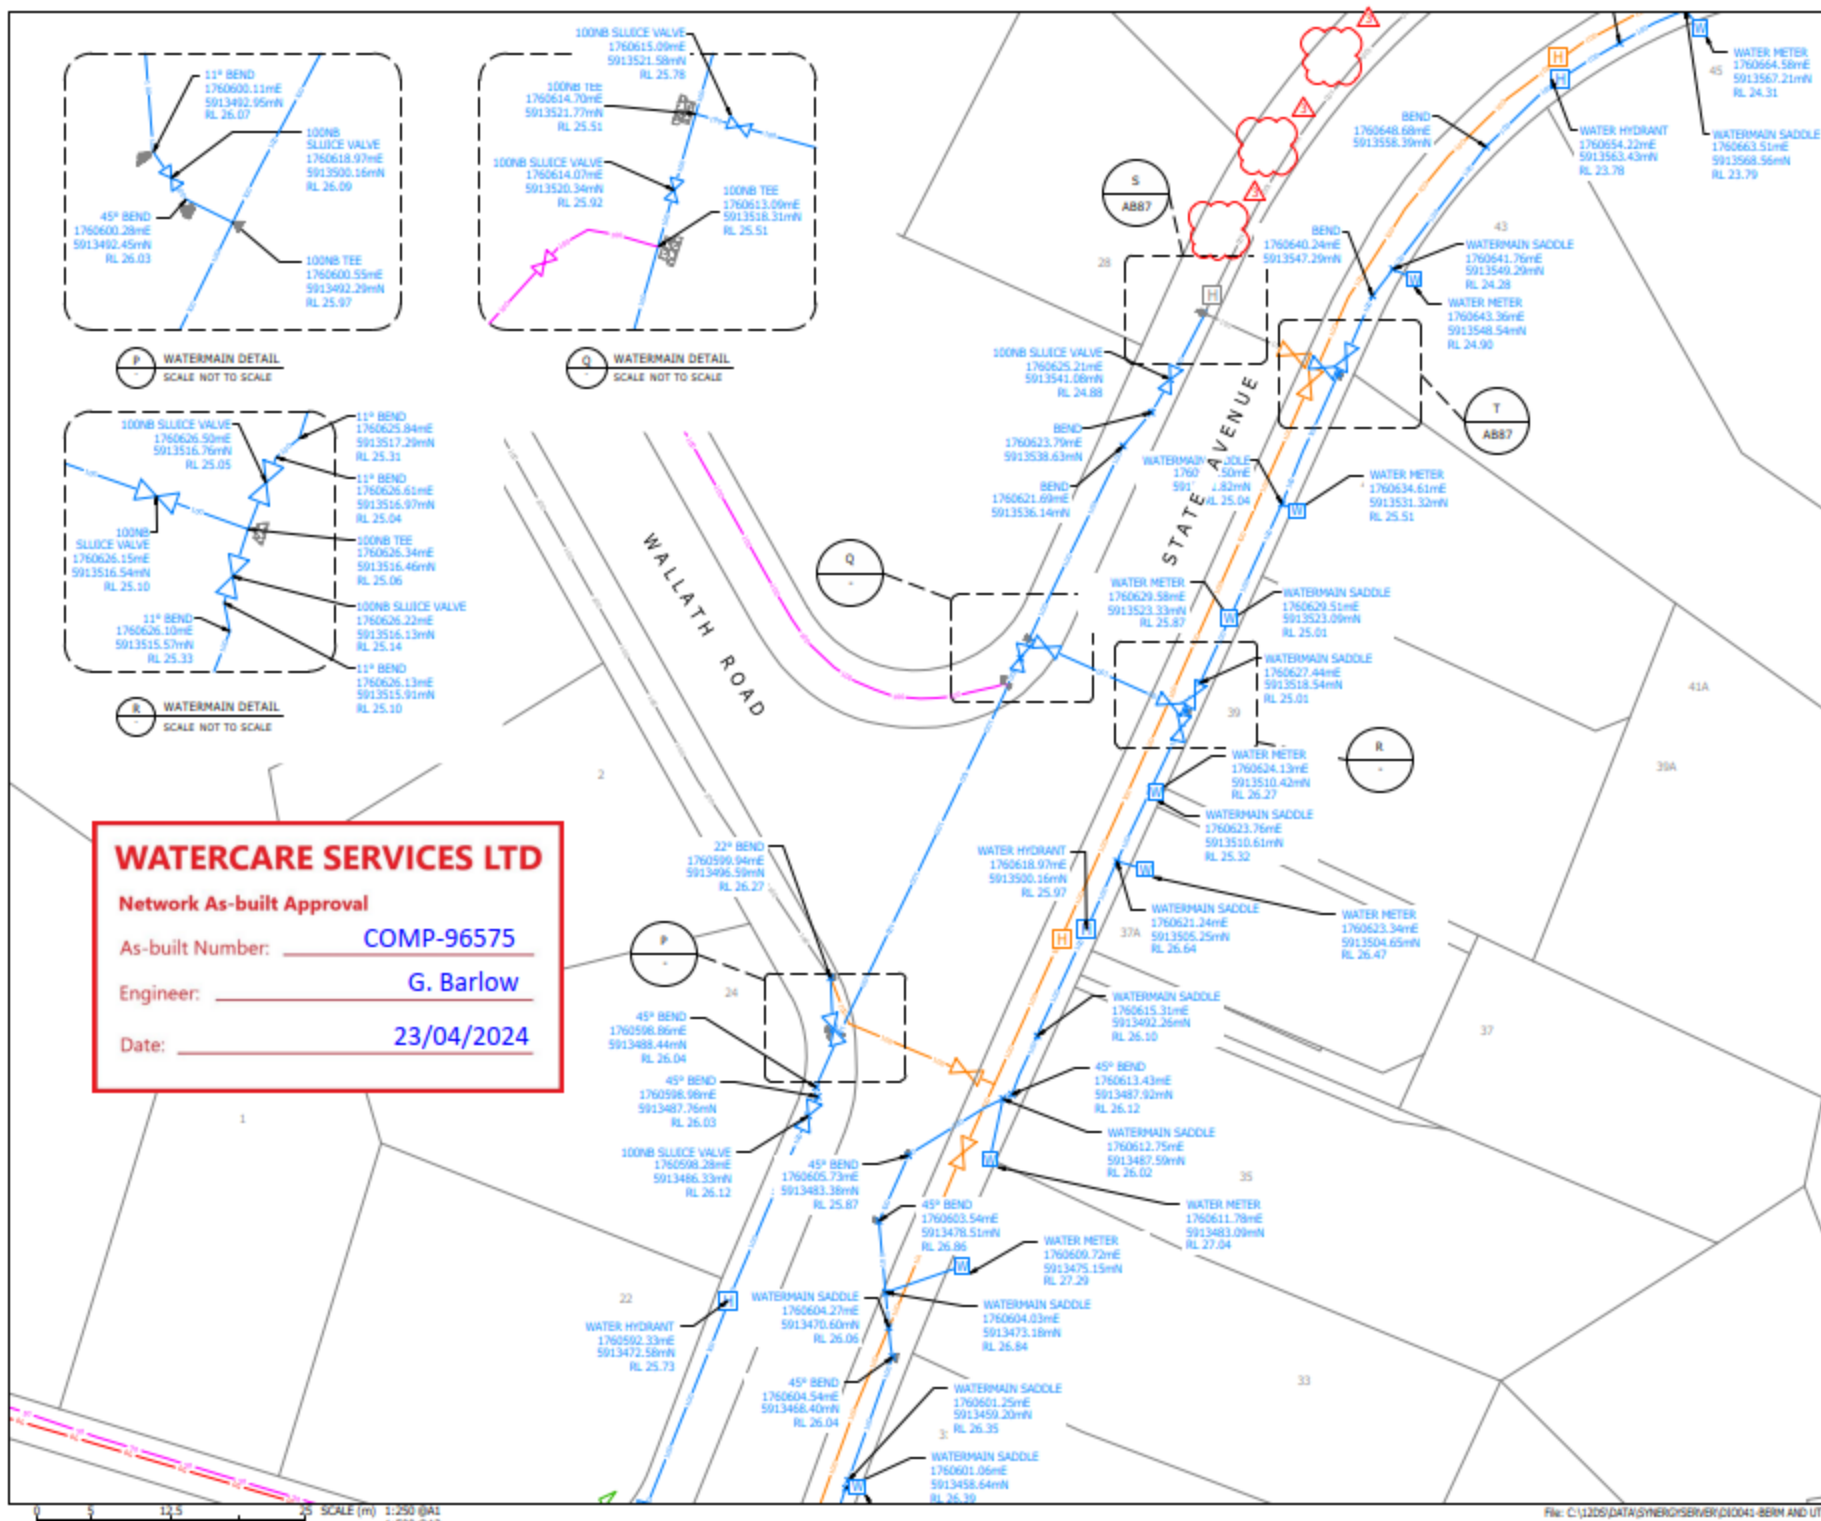 11° BEND
1760600.11mE
5913492.95mN
RL 26.07
100NB
SLUICE VALVE
1760618.97mE
5913500.16mN
RL 26.09
45° BEND
1760600.28mE
5913492.45mN
RL 26.03
100NB TEE
1760600.55mE
5913492.29mN
RL 25.97
P
-
WATERMAIN DETAIL
SCALE NOT TO SCALE
100NB SLUICE VALVE
1760615.09mE
5913521.58mN
RL 25.78
100NB TEE
1760614.70mE
5913521.77mN
RL 25.51
100NB SLUICE VALVE
1760614.07mE
5913520.34mN
RL 25.92
100NB TEE
1760613.09mE
5913518.31mN
RL 25.51
Q
-
WATERMAIN DETAIL
SCALE NOT TO SCALE
100NB SLUICE VALVE
1760626.50mE
5913516.76mN
RL 25.05
11° BEND
1760625.84mE
5913517.29mN
RL 25.31
11° BEND
1760626.61mE
5913516.97mN
RL 25.04
100NB
SLUICE VALVE
1760626.15mE
5913516.54mN
RL 25.10
100NB TEE
1760626.34mE
5913516.46mN
RL 25.06
100NB SLUICE VALVE
1760626.22mE
5913516.13mN
RL 25.14
11° BEND
1760626.10mE
5913515.57mN
RL 25.33
11° BEND
1760626.13mE
5913515.91mN
RL 25.10
R
-
WATERMAIN DETAIL
SCALE NOT TO SCALE
3
3
3
W
WATER METER
1760664.58mE
5913567.21mN
RL 24.31
45
H
H
BEND
1760648.68mE
5913558.39mN
WATER HYDRANT
1760654.22mE
5913563.43mN
RL 23.78
WATERMAIN SADDLE
1760663.51mE
5913568.56mN
RL 23.79
S
AB87
28
H
BEND
1760640.24mE
5913547.29mN
43
WATERMAIN SADDLE
1760641.76mE
5913549.29mN
RL 24.28
W
WATER METER
1760643.36mE
5913548.54mN
RL 24.90
100NB SLUICE VALVE
1760625.21mE
5913541.08mN
RL 24.88
T
AB87
BEND
1760623.79mE
5913538.63mN
BEND
1760621.69mE
5913536.14mN
STATE AVENUE
WATERMAIN
RL 25.04
W
WATER METER
1760634.61mE
5913531.32mN
RL 25.51
WALLATH ROAD
Q
-
WATER METER
1760629.58mE
5913523.33mN
RL 25.87
W
WATERMAIN SADDLE
1760629.51mE
5913523.09mN
RL 25.01
WATERMAIN SADDLE
1760627.44mE
5913518.54mN
RL 25.01
39
41A
39A
R
-
WATER METER
1760624.13mE
5913510.42mN
RL 26.27
W
WATERMAIN SADDLE
1760623.76mE
5913510.61mN
RL 25.32
2
22° BEND
1760599.94mE
5913496.59mN
RL 26.27
WATER HYDRANT
1760618.97mE
5913500.16mN
RL 25.97
W
WATERMAIN SADDLE
1760621.24mE
5913505.25mN
RL 26.64
WATER METER
1760623.34mE
5913504.65mN
RL 26.47
H
H
37A
WATERCARE SERVICES LTD
Network As-built Approval
As-built Number: COMP-96575
Engineer: G. Barlow
Date: 23/04/2024
P
-
24
WATERMAIN SADDLE
1760615.31mE
5913492.26mN
RL 26.10
37
45° BEND
1760598.86mE
5913488.44mN
RL 26.04
45° BEND
1760598.98mE
5913487.76mN
RL 26.03
45° BEND
1760613.43mE
5913487.92mN
RL 26.12
1
100NB SLUICE VALVE
1760598.28mE
5913486.33mN
RL 26.12
45° BEND
1760605.73mE
5913483.38mN
RL 25.87
W
WATERMAIN SADDLE
1760612.75mE
5913487.59mN
RL 26.02
35
45° BEND
1760603.54mE
5913478.51mN
RL 26.86
WATER METER
1760611.78mE
5913483.09mN
RL 27.04
W
WATER METER
1760609.72mE
5913475.15mN
RL 27.29
22
H
WATER HYDRANT
1760592.33mE
5913472.58mN
RL 25.73
WATERMAIN SADDLE
1760604.27mE
5913470.60mN
RL 26.06
WATERMAIN SADDLE
1760604.03mE
5913473.18mN
RL 26.84
33
45° BEND
1760604.54mE
5913468.40mN
RL 26.04
WATERMAIN SADDLE
1760601.25mE
5913459.20mN
RL 26.35
W
WATERMAIN SADDLE
1760601.06mE
5913458.64mN
RL 26.39
0 5 12.5 25 SCALE (m) 1:250 @A1